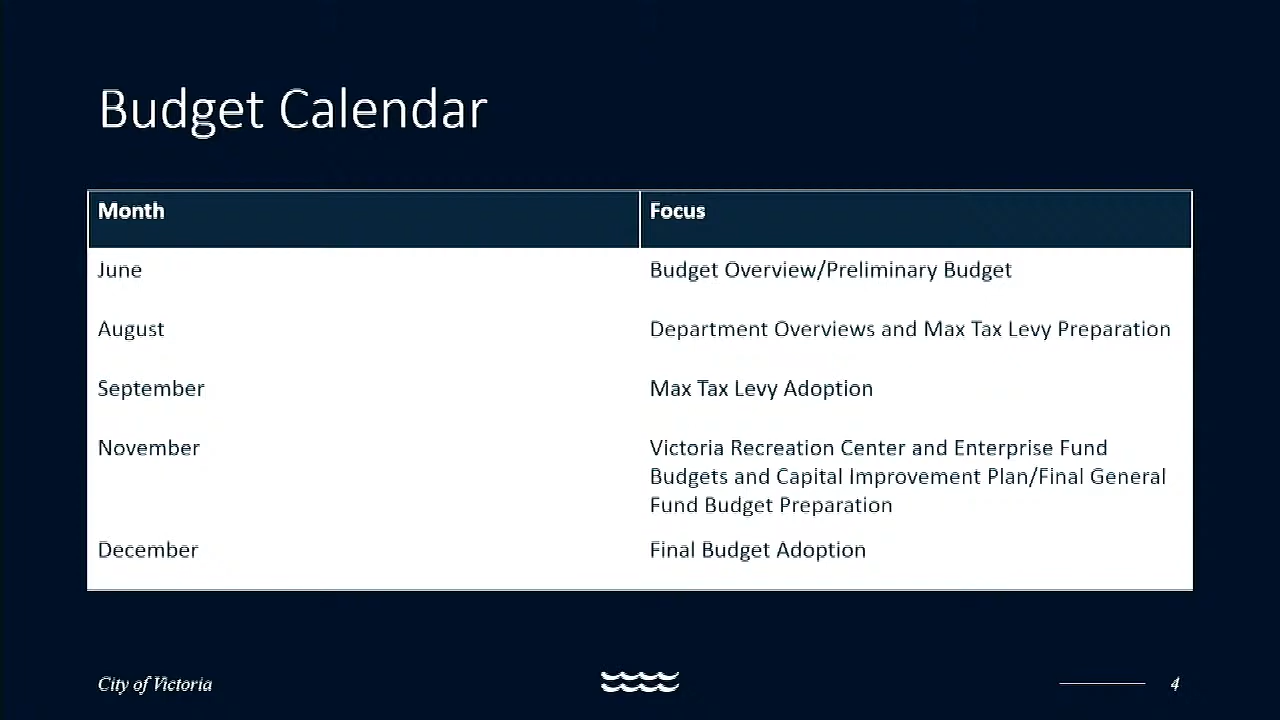 Budget Calendar
Month
Focus
June
Budget Overview/Preliminary Budget
August
Department Overviews and Max Tax Levy Preparation
September
Max Tax Levy Adoption
November
Victoria Recreation Center and Enterprise Fund
Budgets and Capital Improvement Plan/Final General
Fund Budget Preparation
December
Final Budget Adoption
City of Victoria
4